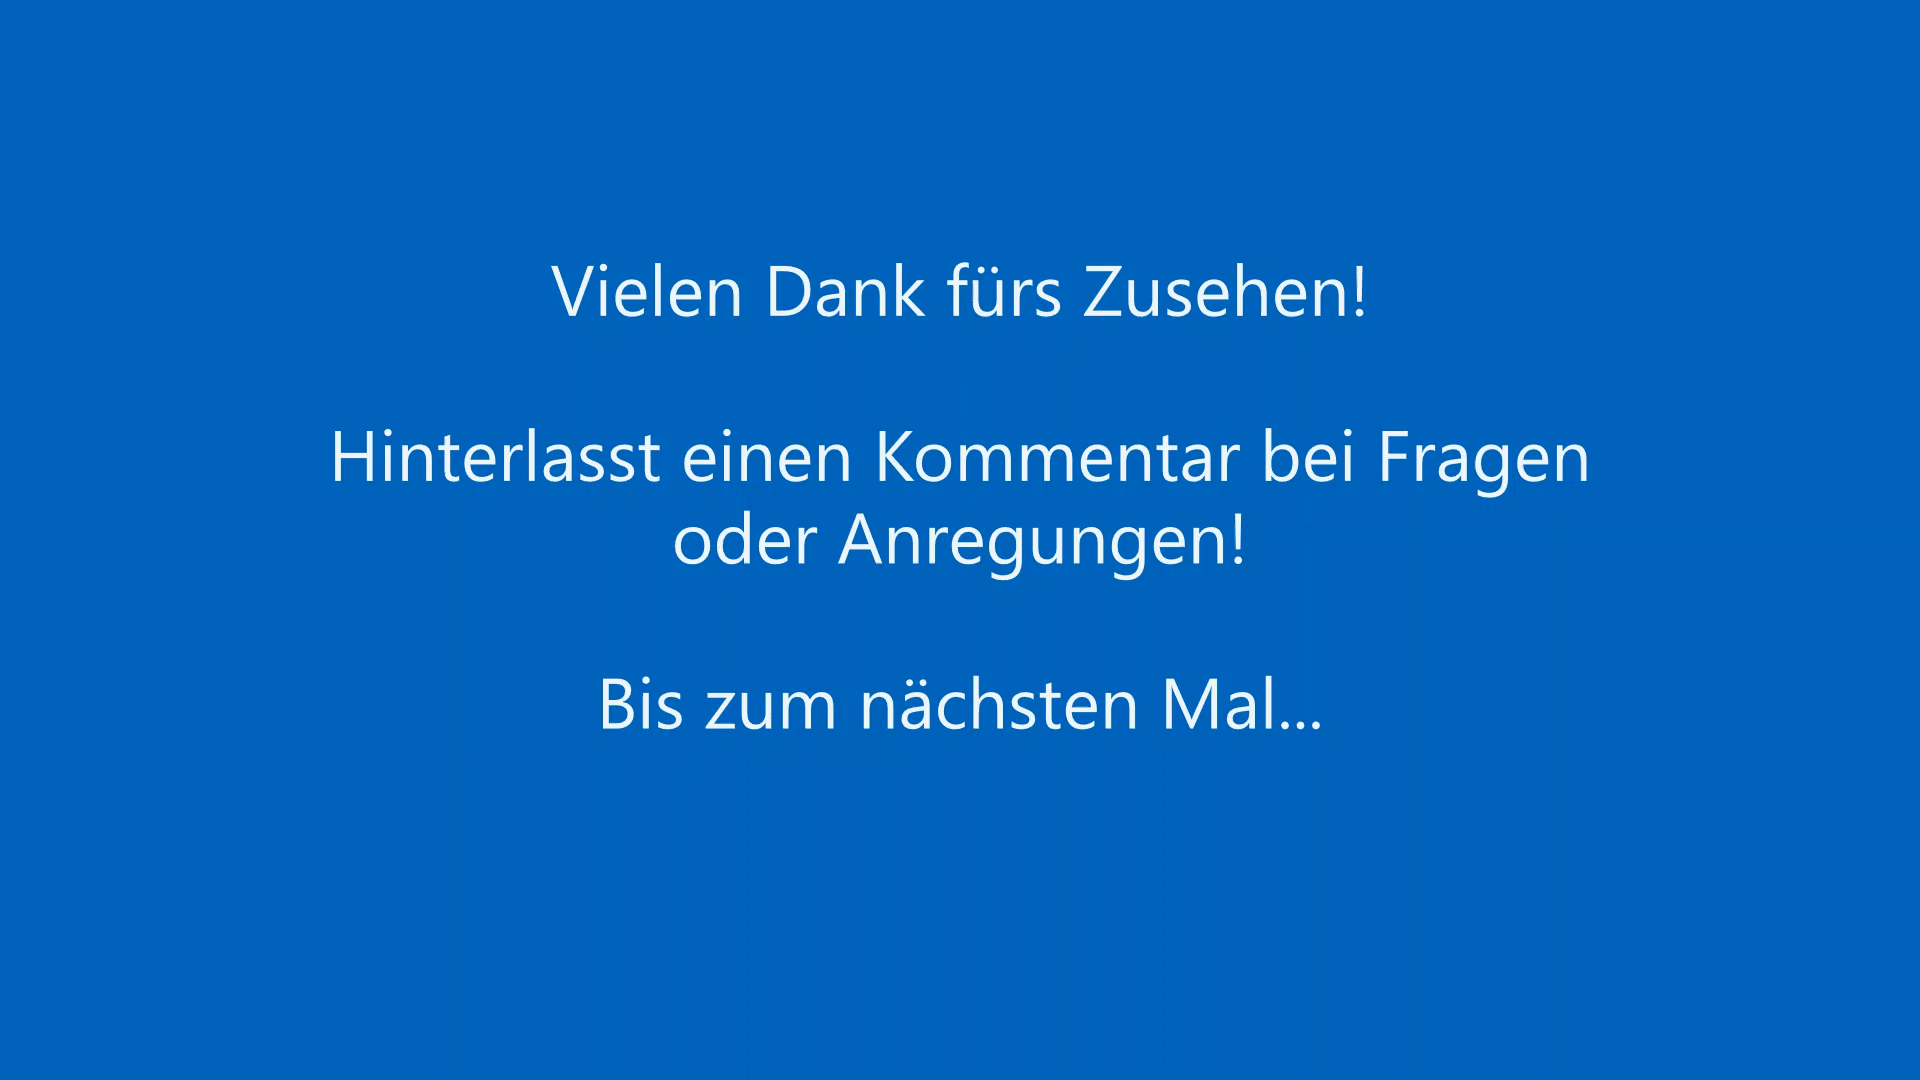 Vielen Dank fürs Zusehen!
Hinterlasst einen Kommentar bei Fragen
oder Anregungen!
Bis zum nächsten Mal...